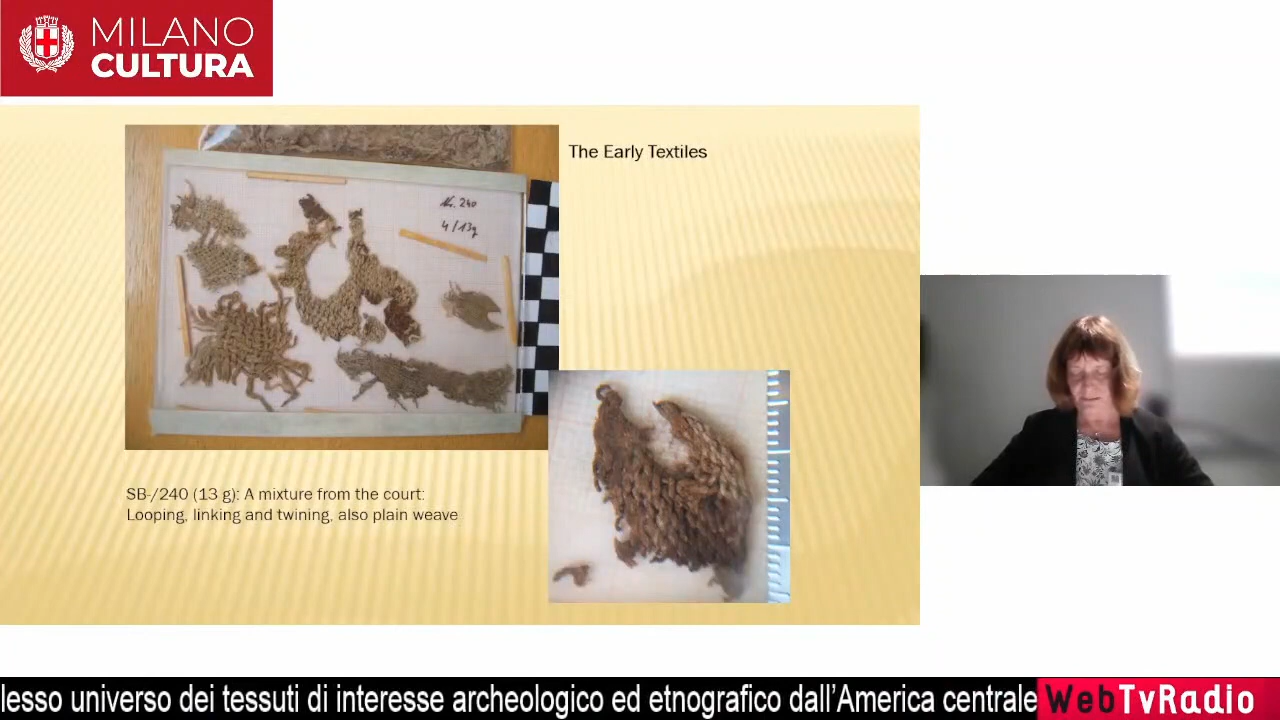 MILANO
CULTURA
The Early Textiles
Nr. 240
4/13g
SB-/240 (13 g): A mixture from the court:
Looping, linking and twining, also plain weave
lesso universo dei tessuti di interesse archeologico ed etnografico dall'America centrale
WebTvRadio